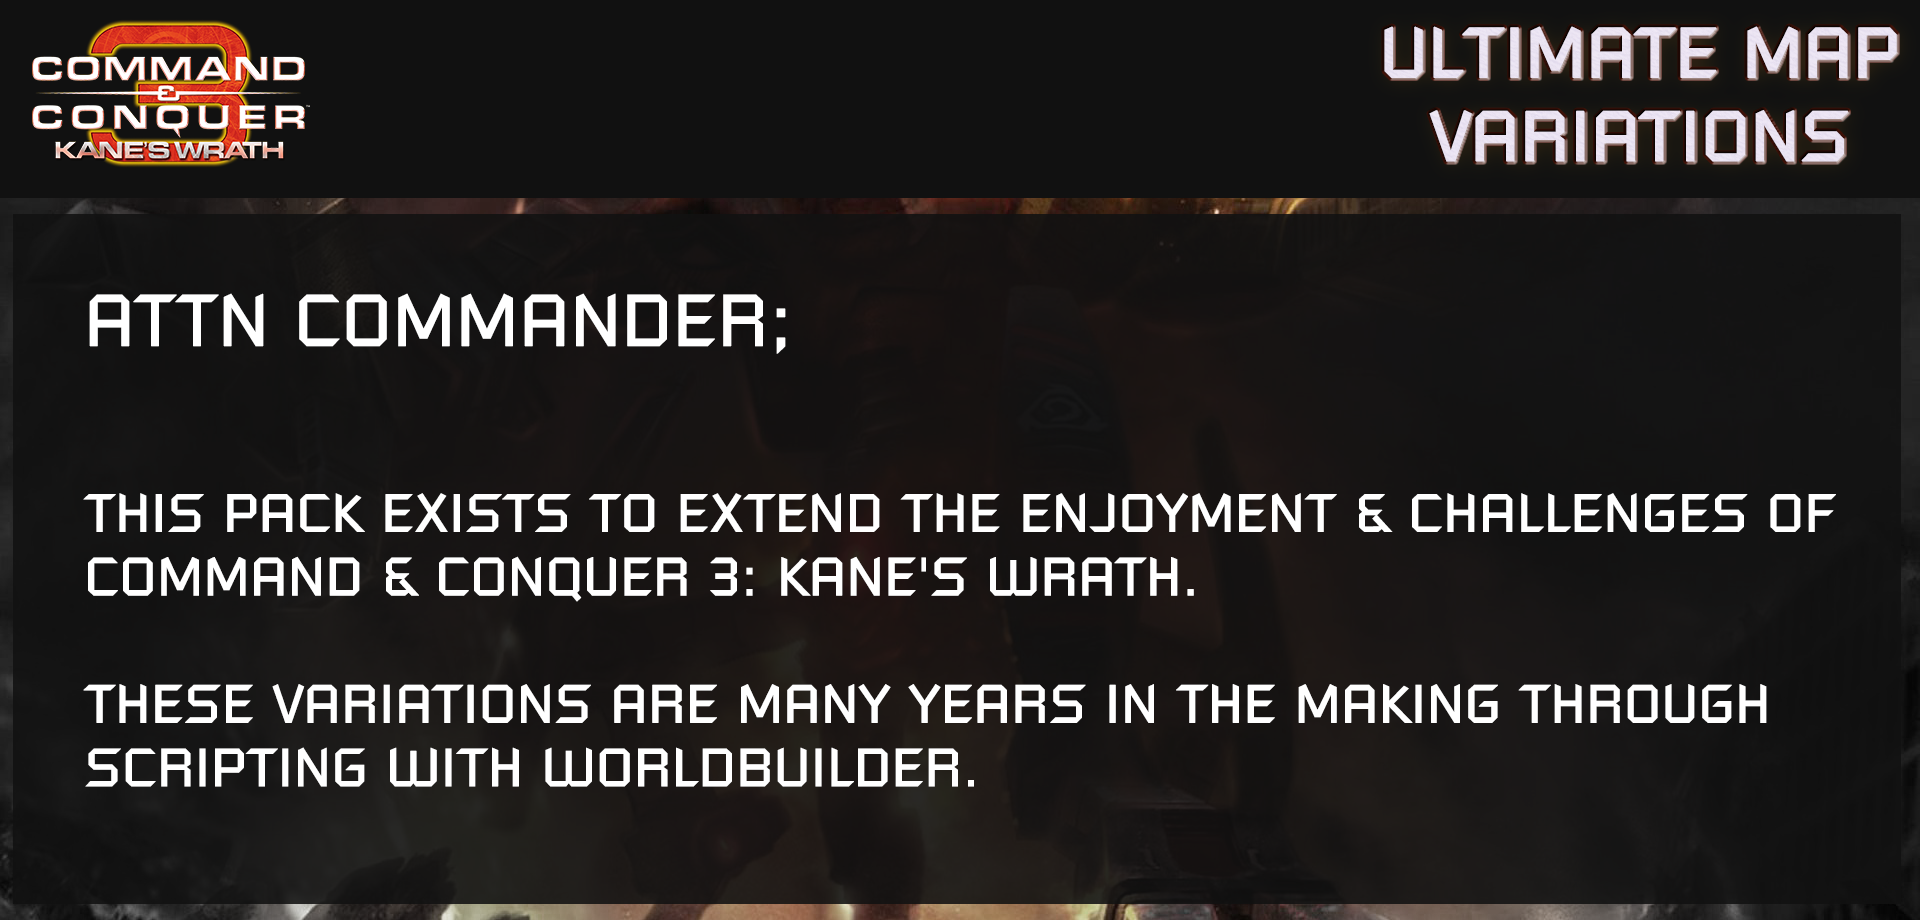 COMMAND
&
CONQUER™
3
KANE'S WRATH
ULTIMATE MAP
VARIATIONS
ATTN COMMANDER;
THIS PACK EXISTS TO EXTEND THE ENJOYMENT & CHALLENGES OF
COMMAND & CONQUER 3: KANE'S WRATH.
THESE VARIATIONS ARE MANY YEARS IN THE MAKING THROUGH
SCRIPTING WITH WORLDBUILDER.